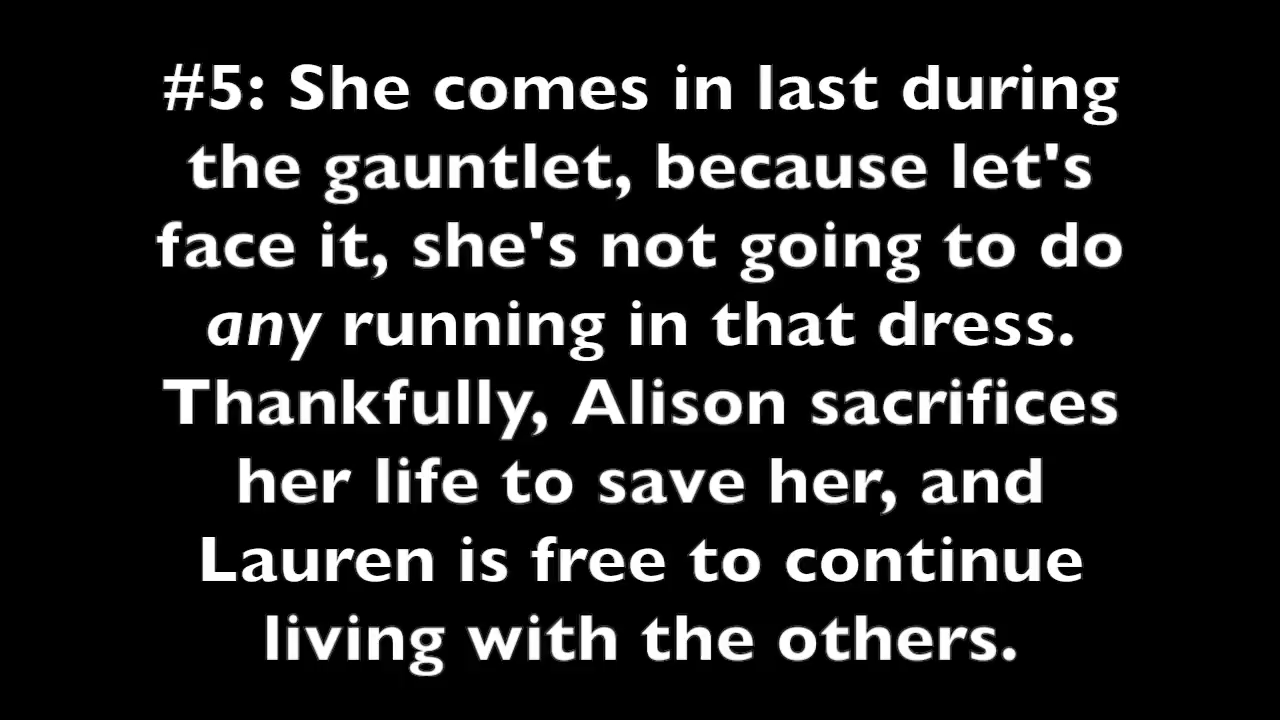 #5: She comes in last during
the gauntlet, because let's
face it, she's not going to do
any running in that dress.
Thankfully, Alison sacrifices
her life to save her, and
Lauren is free to continue
living with the others.